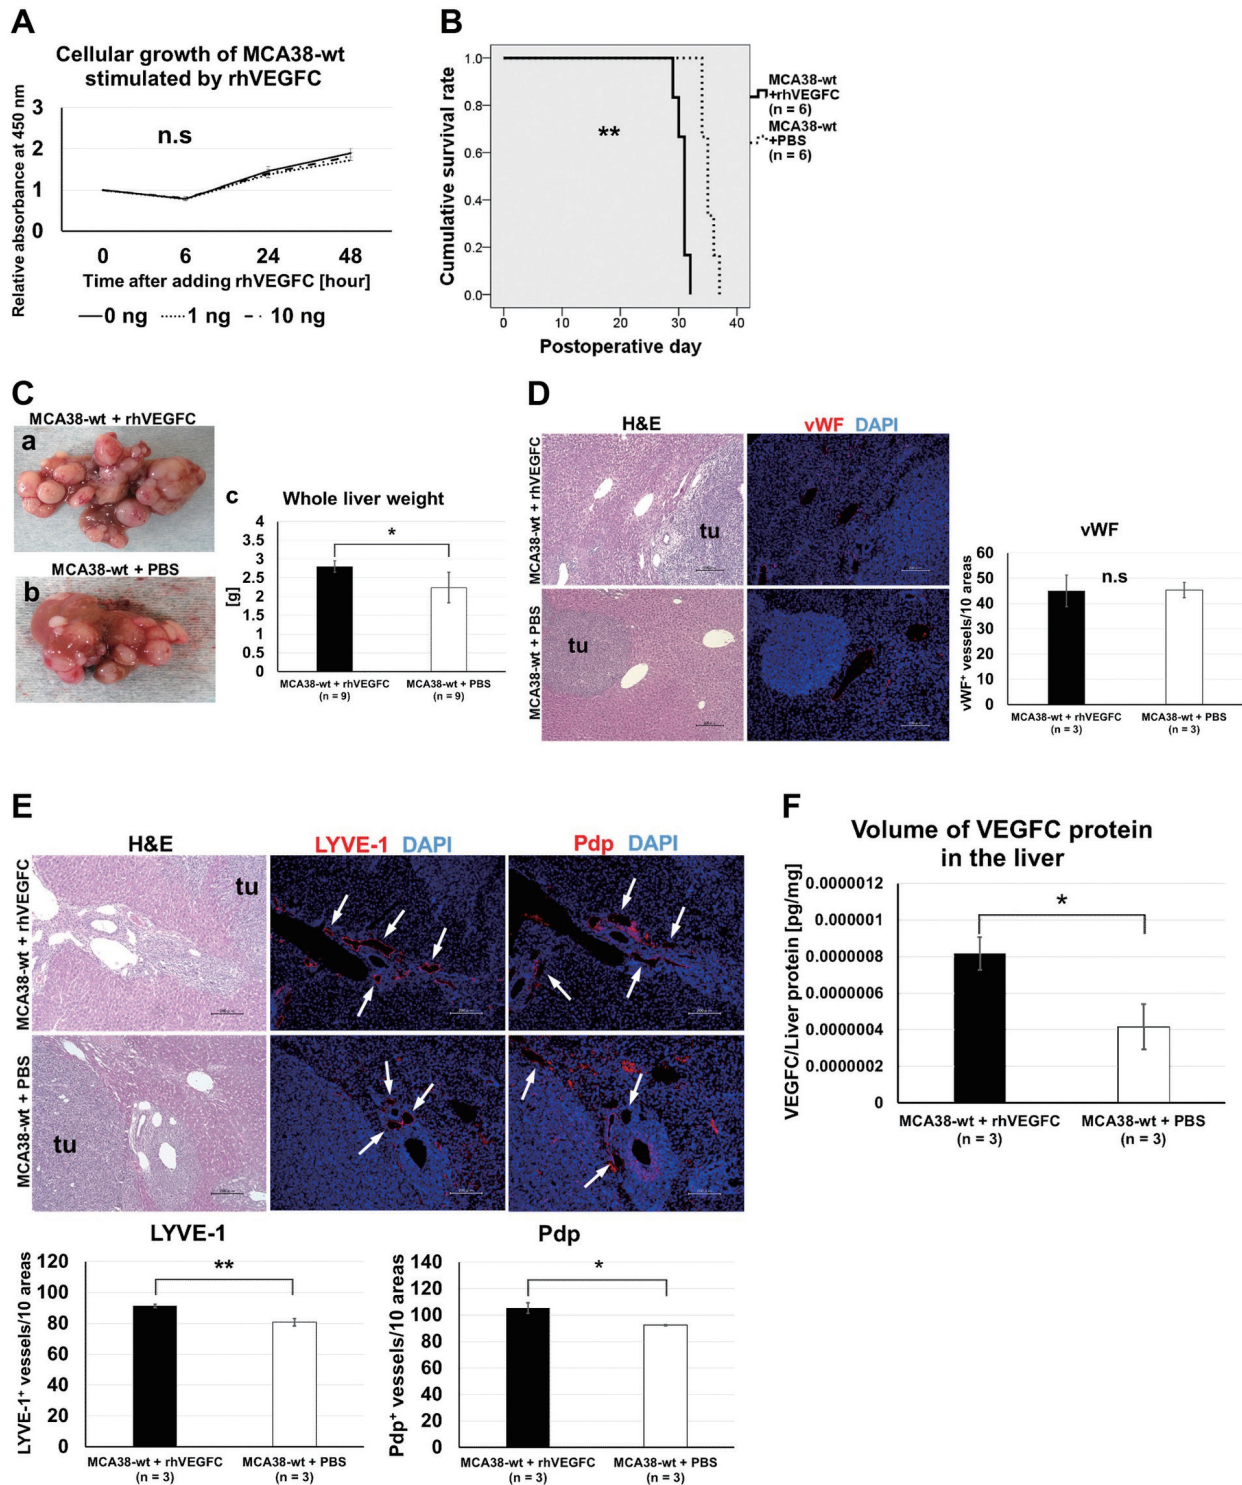 A
Cellular growth of MCA38-wt
stimulated by rhVEGFC
Relative absorbance at 450 nm
3
2
1
0
n.s
0 6 24 48
Time after adding rhVEGFC [hour]
0 ng 1 ng 10 ng
B
Cumulative survival rate
1.0
0.8
0.6
0.4
0.2
0.0
**
0 10 20 30 40
Postoperative day
MCA38-wt
+rhVEGFC
(n = 6)
MCA38-wt
+PBS
(n = 6)
C
MCA38-wt + rhVEGFC
a
MCA38-wt + PBS
b
c
Whole liver weight
[g]
4
3.5
3
2.5
2
1.5
1
0.5
0
*
MCA38-wt + rhVEGFC
(n = 9)
MCA38-wt + PBS
(n = 9)
D
H&E
vWF DAPI
MCA38-wt + rhVEGFC
tu
MCA38-wt + PBS
tu
vWF
vWF+ vessels/10 areas
60
50
40
30
20
10
0
n.s
MCA38-wt + rhVEGFC
(n = 3)
MCA38-wt + PBS
(n = 3)
E
H&E
LYVE-1 DAPI
Pdp DAPI
MCA38-wt + rhVEGFC
tu
MCA38-wt + PBS
tu
LYVE-1
LYVE-1+ vessels/10 areas
120
100
80
60
40
20
0
**
MCA38-wt + rhVEGFC
(n = 3)
MCA38-wt + PBS
(n = 3)
Pdp
Pdp+ vessels/10 areas
140
120
100
80
60
40
20
0
*
MCA38-wt + rhVEGFC
(n = 3)
MCA38-wt + PBS
(n = 3)
F
Volume of VEGFC protein
in the liver
VEGFC/Liver protein [pg/mg]
0.0000012
0.000001
0.0000008
0.0000006
0.0000004
0.0000002
0
*
MCA38-wt + rhVEGFC
(n = 3)
MCA38-wt + PBS
(n = 3)